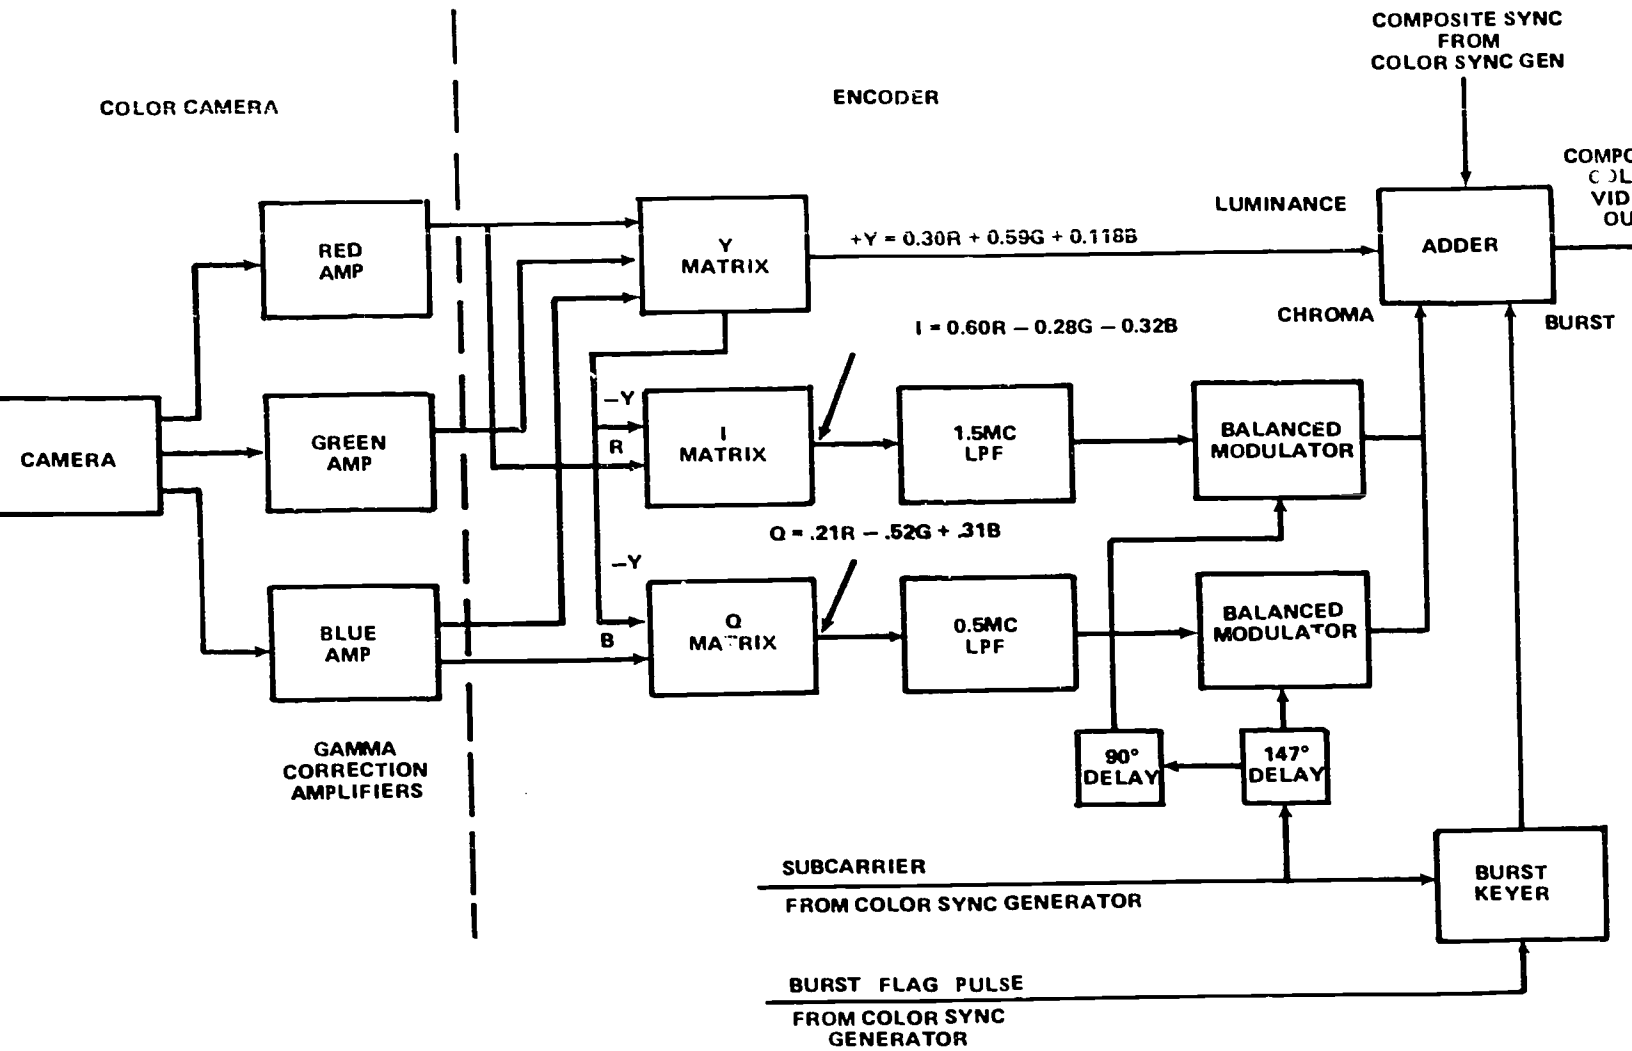 COMPOSITE SYNC
FROM
COLOR SYNC GEN
COLOR CAMERA
ENCODER
LUMINANCE
RED
AMP
Y
MATRIX
+Y = 0.30R + 0.59G + 0.118B
ADDER
CHROMA
BURST
I = 0.60R – 0.28G – 0.32B
–Y
R
I
MATRIX
1.5MC
LPF
BALANCED
MODULATOR
CAMERA
GREEN
AMP
Q = .21R – .52G + .31B
–Y
B
Q
MATRIX
0.5MC
LPF
BALANCED
MODULATOR
BLUE
AMP
GAMMA
CORRECTION
AMPLIFIERS
90°
DELAY
147°
DELAY
SUBCARRIER
FROM COLOR SYNC GENERATOR
BURST
KEYER
BURST FLAG PULSE
FROM COLOR SYNC
GENERATOR